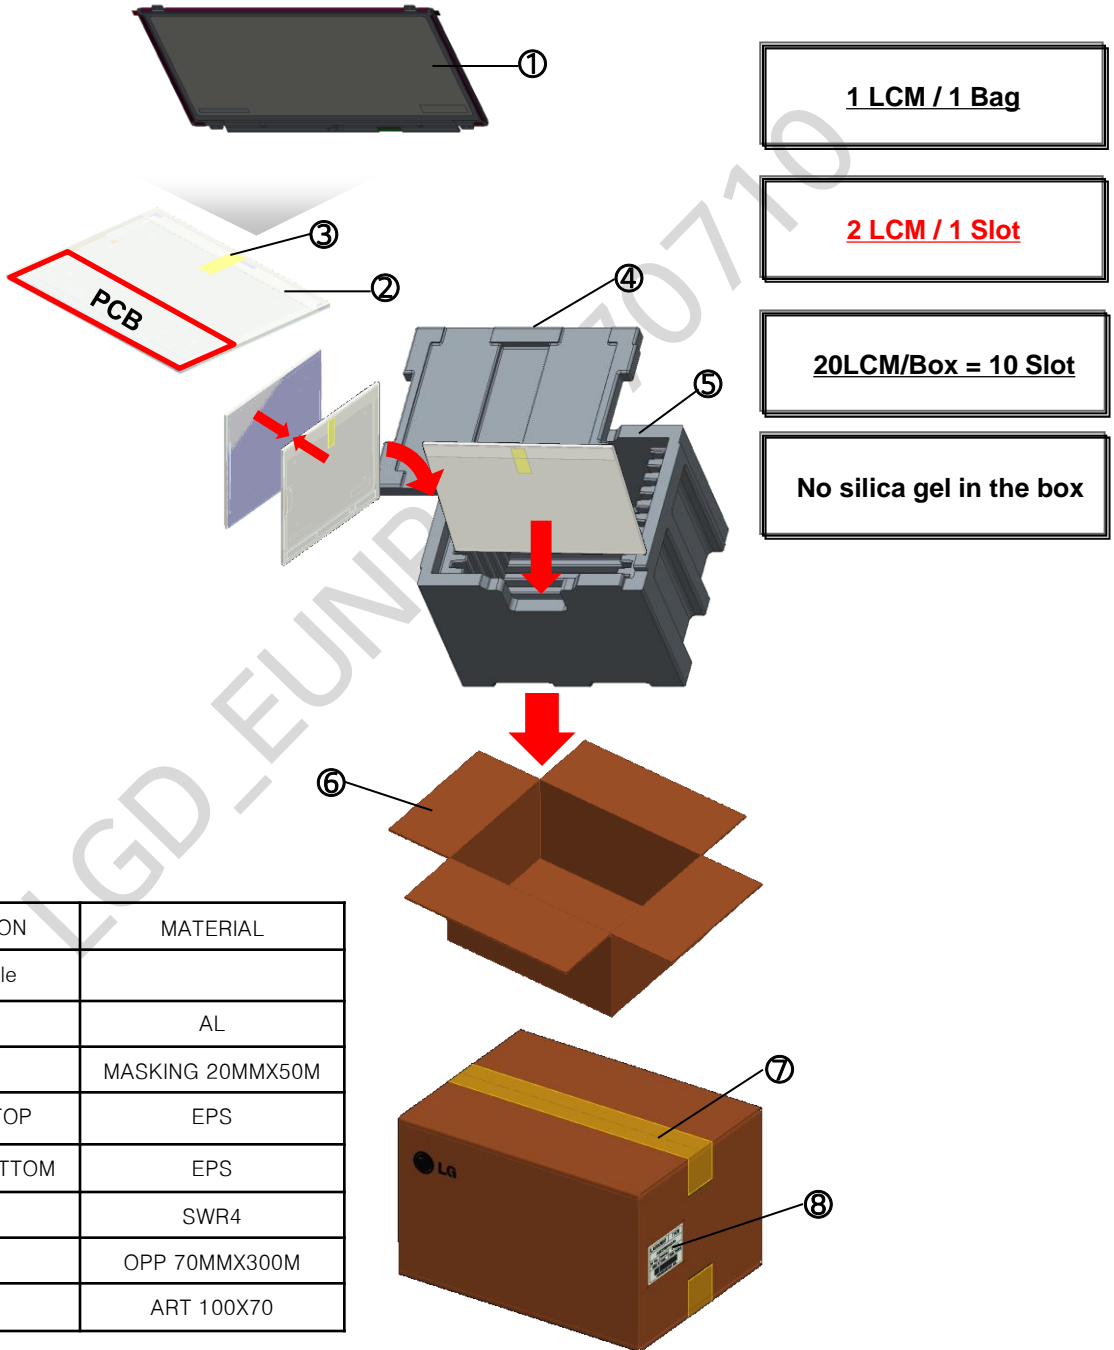 ①
1 LCM / 1 Bag
2 LCM / 1 Slot
③
②
PCB
④
20LCM/Box = 10 Slot
⑤
No silica gel in the box
⑥
ON MATERIAL
le
AL
MASKING 20MMX50M
TOP EPS
TTOM EPS
SWR4
OPP 70MMX300M
ART 100X70
⑦
LG
⑧